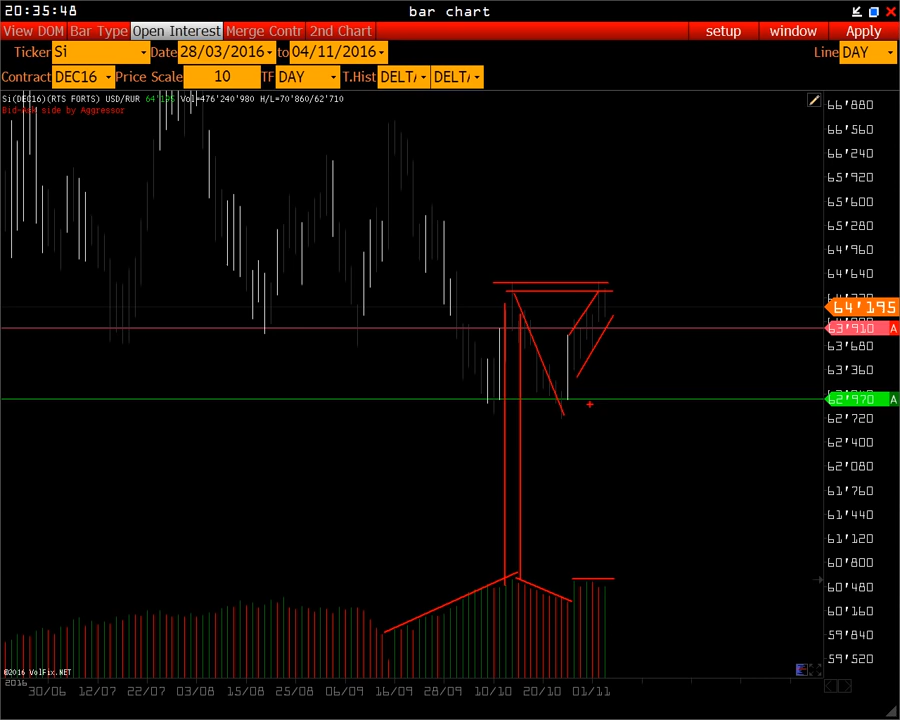 20:35:48 bar chart
View DOM Bar Type Open Interest Merge Contr 2nd Chart setup window Apply
Ticker Si Date 28/03/2016 to 04/11/2016 Line DAY
Contract DEC16 Price Scale 10 TF DAY T.Hist DELT DELT
Si(DEC16)(RTS FORTS) USD/RUR 64'195 Vol=476'240'980 H/L=70'860/62'710
Bid-Ask side by Aggressor
66'880
66'560
66'240
65'920
65'600
65'280
64'960
64'640
64'195
63'910 A
63'680
63'360
62'970 A
62'720
62'400
62'080
61'760
61'440
61'120
60'800
60'480
60'160
59'840
59'520
©2016 VolFix.NET
2016
30/06 12/07 22/07 03/08 15/08 25/08 06/09 16/09 28/09 10/10 20/10 01/11